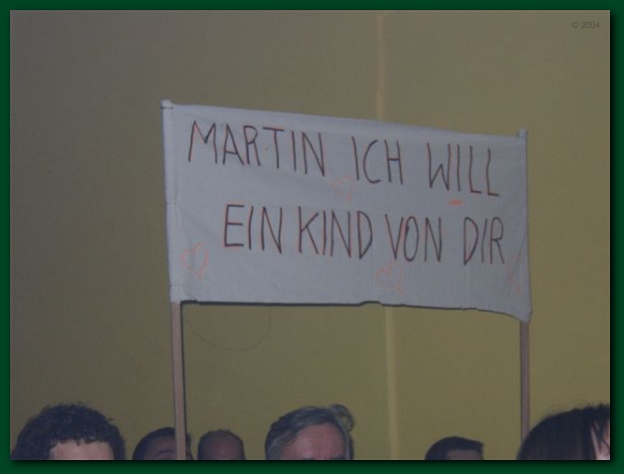 © 2004
MARTIN ICH WILL
EIN KIND VON DIR